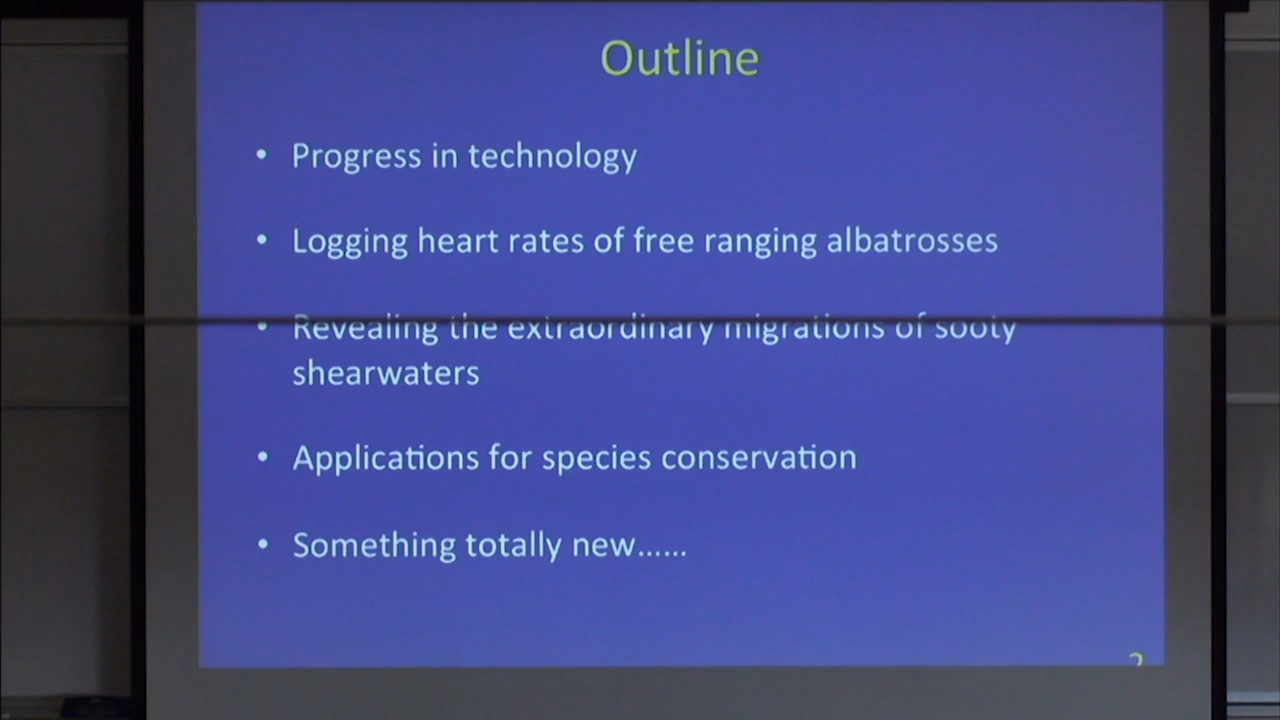 Outline
• Progress in technology
• Logging heart rates of free ranging albatrosses
• Revealing the extraordinary migrations of sooty
shearwaters
• Applications for species conservation
• Something totally new......